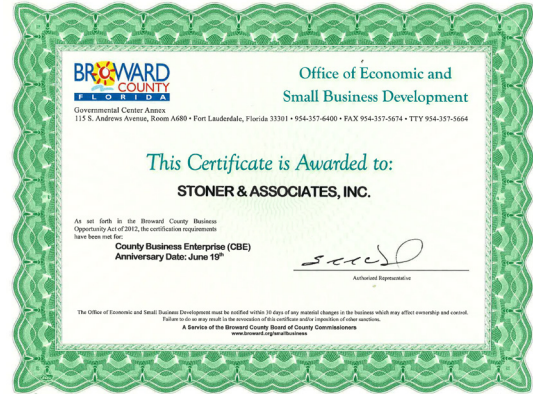 BROWARD
COUNTY
FLORIDA
Office of Economic and
Small Business Development
Governmental Center Annex
115 S. Andrews Avenue, Room A680 • Fort Lauderdale, Florida 33301 • 954-357-6400 • FAX 954-357-5674 • TTY 954-357-5664
This Certificate is Awarded to:
STONER & ASSOCIATES, INC.
As set forth in the Broward County Business
Opportunity Act of 2012, the certification requirements
have been met for:
County Business Enterprise (CBE)
Anniversary Date: June 19th
Authorized Representative
The Office of Economic and Small Business Development must be notified within 30 days of any material changes in the business which may affect ownership and control.
Failure to do so may result in the revocation of this certificate and/or imposition of other sanctions.
A Service of the Broward County Board of County Commissioners
www.broward.org/smallbusiness